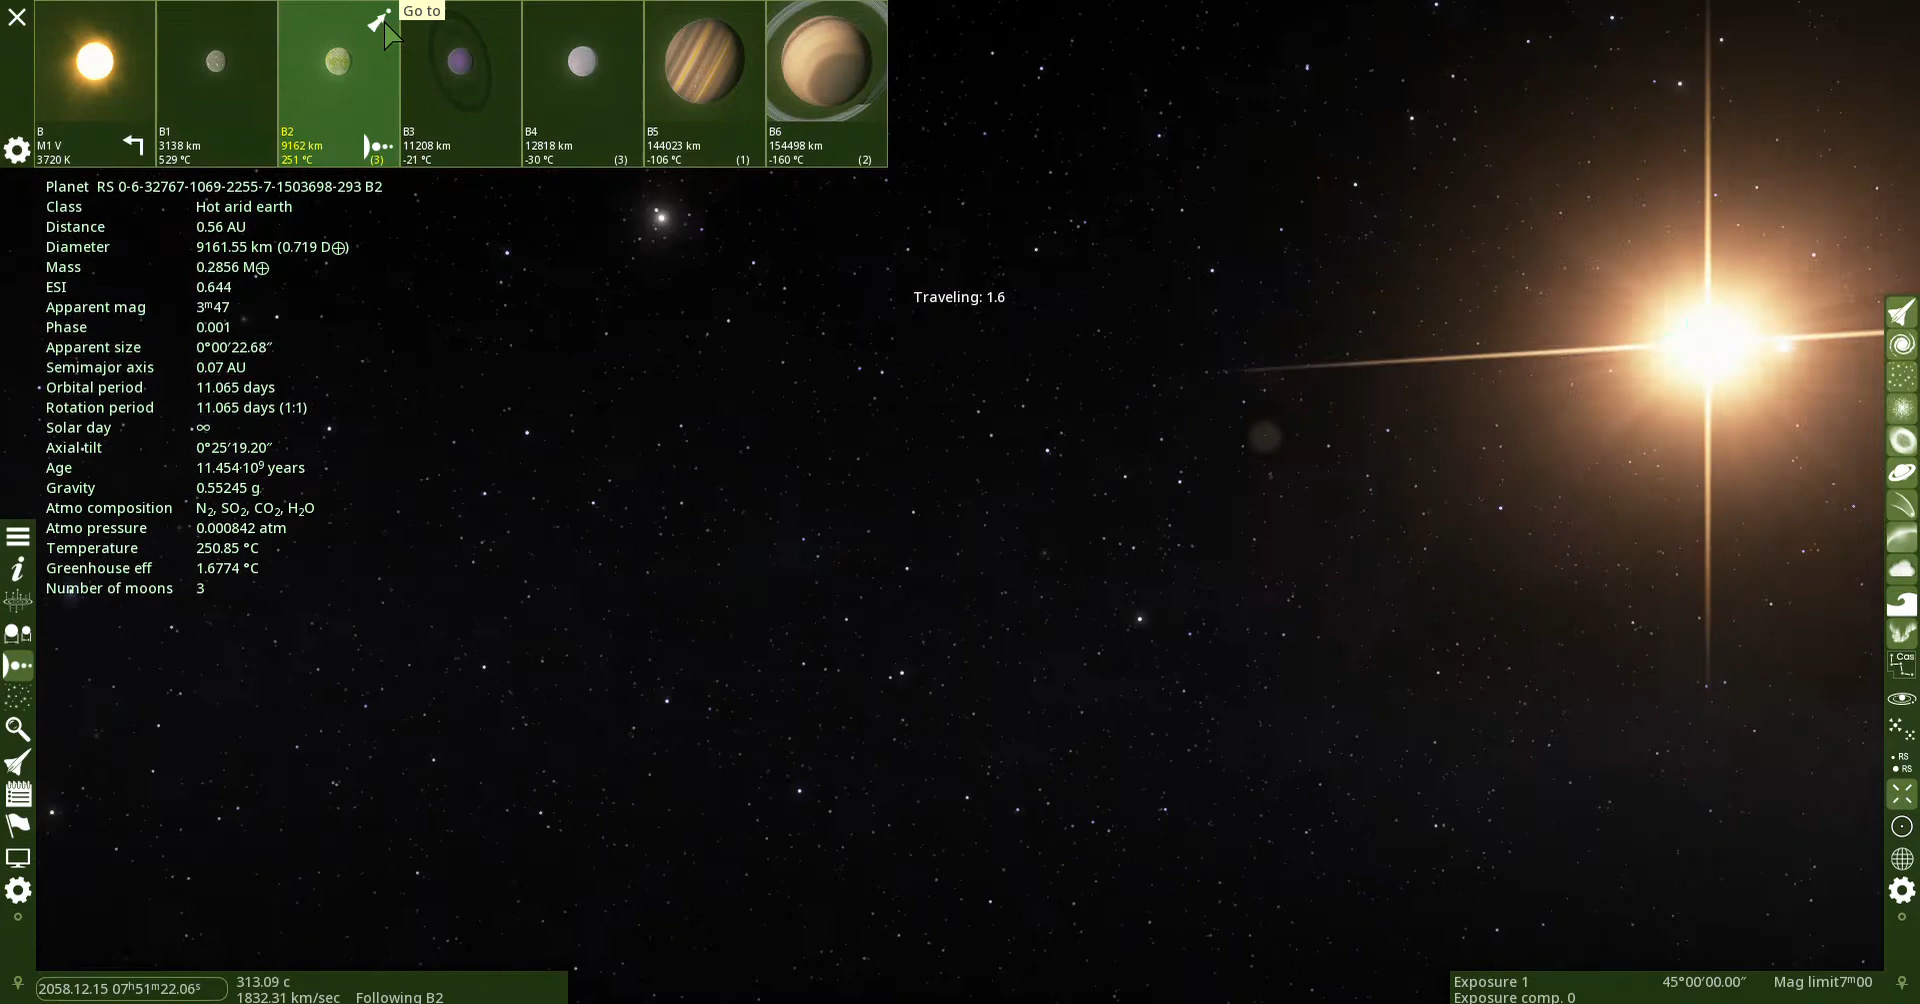 Go to
B
M1 V
3720 K
B1
3138 km
529 °C
B2
9162 km
251 °C (3)
B3
11208 km
-21 °C
B4
12818 km
-30 °C (3)
B5
144023 km
-106 °C (1)
B6
154498 km
-160 °C (2)
Planet RS 0-6-32767-1069-2255-7-1503698-293 B2
Class Hot arid earth
Distance 0.56 AU
Diameter 9161.55 km (0.719 D⊕)
Mass 0.2856 M⊕
ESI 0.644
Apparent mag 3ᵐ47
Phase 0.001
Apparent size 0°00′22.68″
Semimajor axis 0.07 AU
Orbital period 11.065 days
Rotation period 11.065 days (1:1)
Solar day ∞
Axial tilt 0°25′19.20″
Age 11.454·10⁹ years
Gravity 0.55245 g
Atmo composition N₂, SO₂, CO₂, H₂O
Atmo pressure 0.000842 atm
Temperature 250.85 °C
Greenhouse eff 1.6774 °C
Number of moons 3
Traveling: 1.6
Cas
RS
RS
2058.12.15 07ʰ51ᵐ22.06ˢ
313.09 c
1832.31 km/sec Following B2
Exposure 1 45°00′00.00″ Mag limit7ᵐ00
Exposure comp. 0